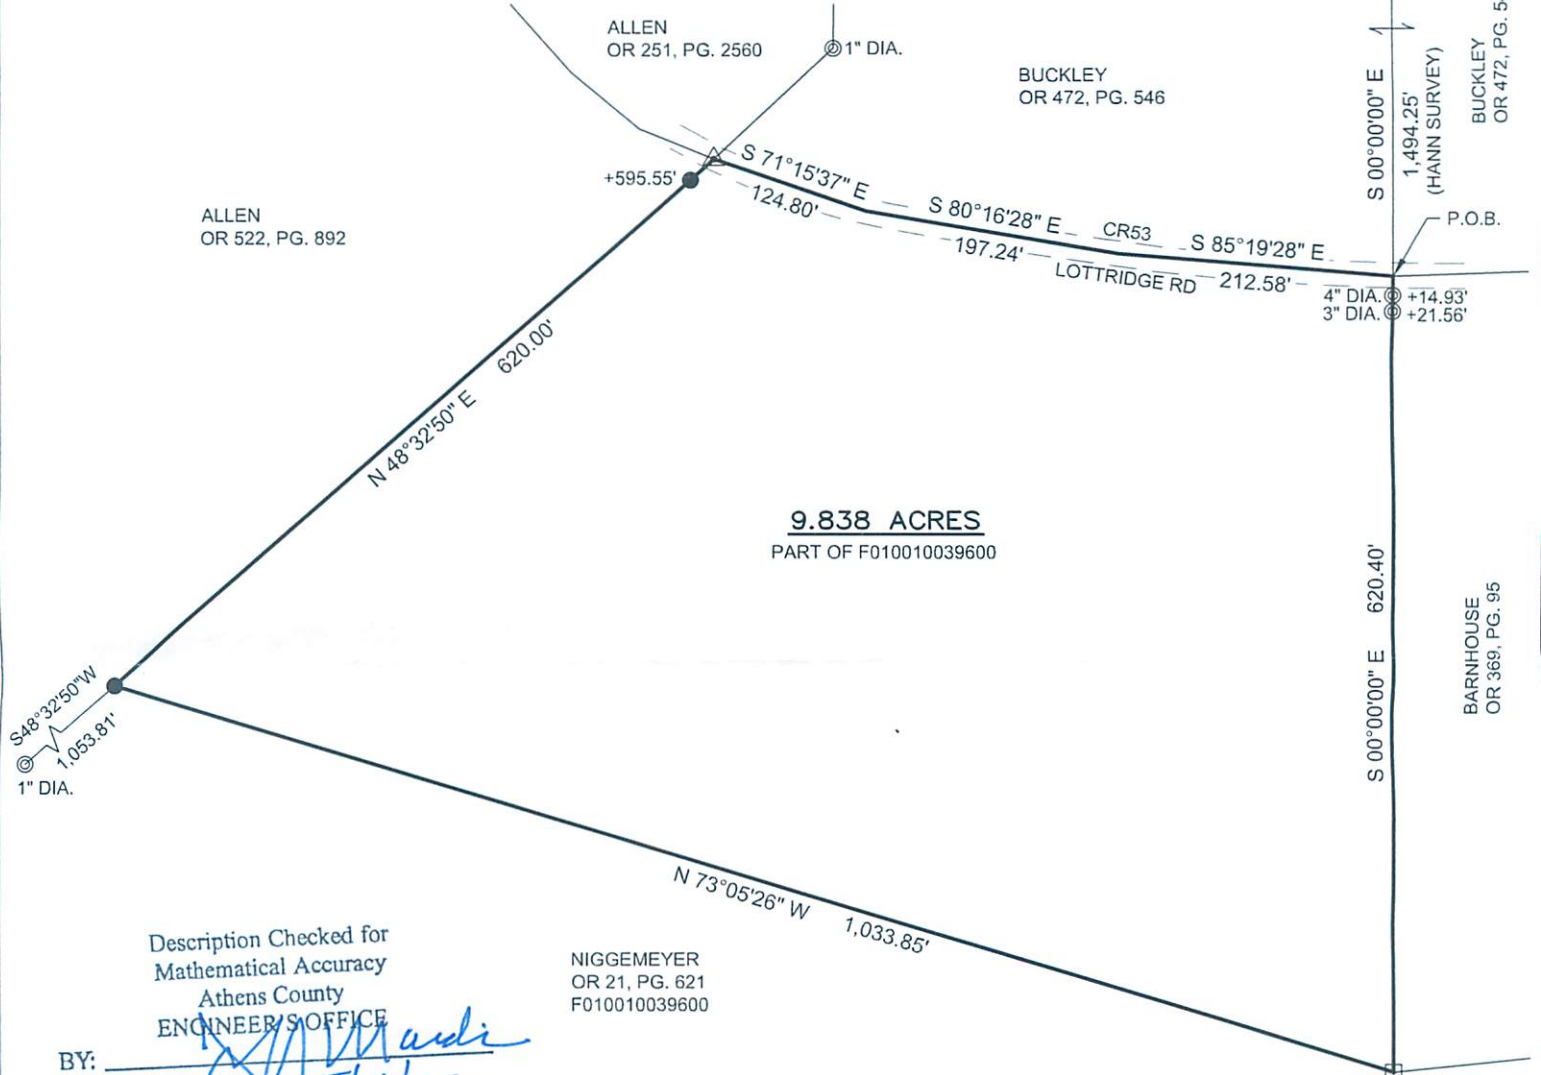 ALLEN
OR 251, PG. 2560
1" DIA.
BUCKLEY
OR 472, PG. 546
S 00°00'00" E
1,494.25'
(HANN SURVEY)
BUCKLEY
OR 472, PG. 5
+595.55'
S 71°15'37" E
124.80'
S 80°16'28" E
197.24'
CR53
LOTTRIDGE RD
S 85°19'28" E
212.58'
P.O.B.
4" DIA. +14.93'
3" DIA. +21.56'
ALLEN
OR 522, PG. 892
N 48°32'50" E 620.00'
9.838 ACRES
PART OF F010010039600
S 00°00'00" E 620.40'
BARNHOUSE
OR 369, PG. 95
S48°32'50"W
1,053.81'
1" DIA.
N 73°05'26" W 1,033.85'
NIGGEMEYER
OR 21, PG. 621
F010010039600
Description Checked for
Mathematical Accuracy
Athens County
ENGINEER'S OFFICE
BY: